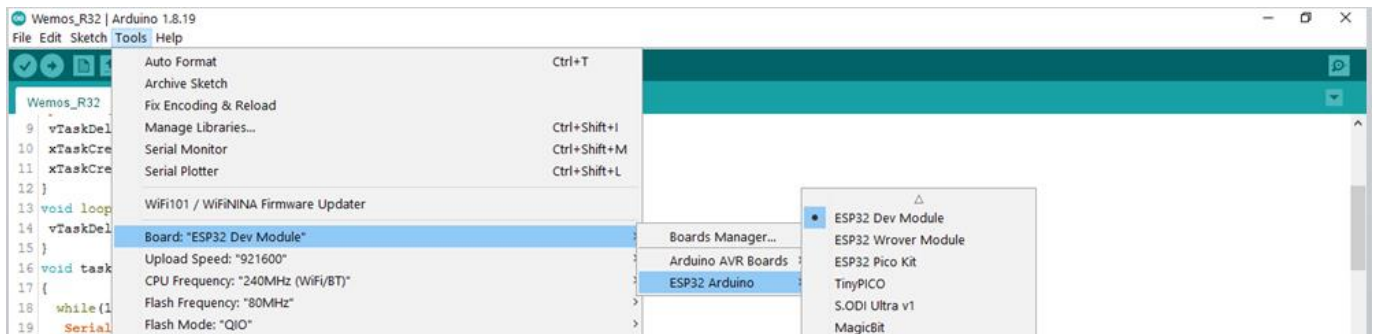 Wemos_R32 | Arduino 1.8.19
File Edit Sketch Tools Help
Auto Format Ctrl+T
Archive Sketch
Wemos_R32
Fix Encoding & Reload
9 vTaskDel
Manage Libraries... Ctrl+Shift+I
10 xTaskCre
Serial Monitor Ctrl+Shift+M
11 xTaskCre
Serial Plotter Ctrl+Shift+L
12 }
13 void loop
WiFi101 / WiFiNINA Firmware Updater
14 vTaskDel
15 }
16 void task
17 {
18 while(1
19 Serial
Board: "ESP32 Dev Module"
Upload Speed: "921600"
CPU Frequency: "240MHz (WiFi/BT)"
Flash Frequency: "80MHz"
Flash Mode: "QIO"
Boards Manager...
Arduino AVR Boards
ESP32 Arduino
ESP32 Dev Module
ESP32 Wrover Module
ESP32 Pico Kit
TinyPICO
S.ODI Ultra v1
MagicBit